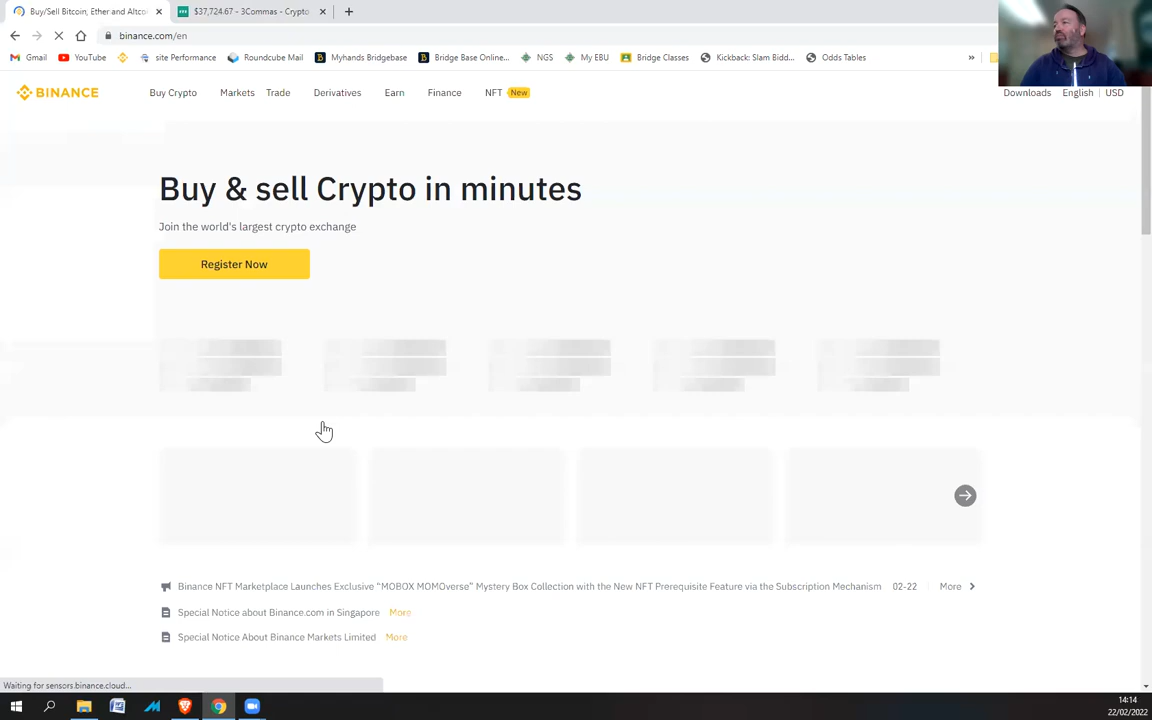 Buy/Sell Bitcoin, Ether and Altco
$37,724.67 - 3Commas - Crypto
binance.com/en
Gmail
YouTube
site Performance
Roundcube Mail
Myhands Bridgebase
Bridge Base Online...
NGS
My EBU
Bridge Classes
Kickback: Slam Bidd...
Odds Tables
»
BINANCE
Buy Crypto
Markets
Trade
Derivatives
Earn
Finance
NFT New
Downloads
English | USD
Buy & sell Crypto in minutes
Join the world's largest crypto exchange
Register Now
Binance NFT Marketplace Launches Exclusive “MOBOX MOMOverse” Mystery Box Collection with the New NFT Prerequisite Feature via the Subscription Mechanism 02-22 More
Special Notice about Binance.com in Singapore More
Special Notice About Binance Markets Limited More
Waiting for sensors.binance.cloud...
14:14
22/02/2022